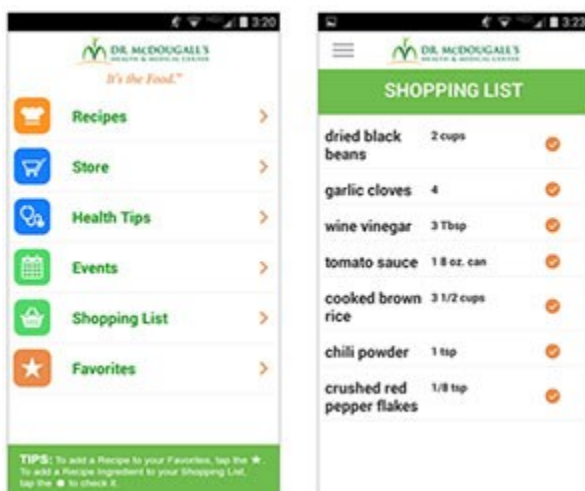 3:20
DR. McDOUGALL'S
HEALTH & MEDICAL CENTER
It's the Food.™
Recipes
Store
Health Tips
Events
Shopping List
Favorites
TIPS: To add a Recipe to your Favorites, tap the ★.
To add a Recipe Ingredient to your Shopping List,
tap the ● to check it.
3:23
DR. McDOUGALL'S
HEALTH & MEDICAL CENTER
SHOPPING LIST
dried black 2 cups
beans
garlic cloves 4
wine vinegar 3 Tbsp
tomato sauce 1 8 oz. can
cooked brown 3 1/2 cups
rice
chili powder 1 tsp
crushed red 1/8 tsp
pepper flakes